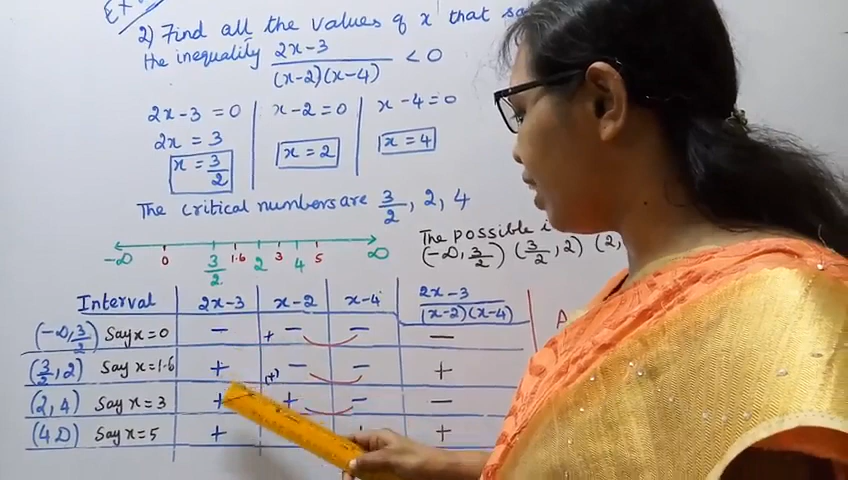 Ex
2) Find all the values of x that sa
the inequality (2x-3)/((x-2)(x-4)) < 0
2x-3 = 0 | x-2 = 0 | x-4 = 0
2x = 3 | x = 2 | x = 4
x = 3/2
The critical numbers are 3/2, 2, 4
-∞ 0 3/2 1.6 2 3 4 5 ∞
The possible i
(-∞, 3/2) (3/2, 2) (2,
Interval | 2x-3 | x-2 | x-4 | (2x-3)/((x-2)(x-4))
(-∞, 3/2) Say x=0 | - | + - | - | -
(3/2, 2) Say x=1.6 | + | (+) - | - | +
(2, 4) Say x=3 | + | + | - | -
(4 ∞) Say x=5 | + | + | +